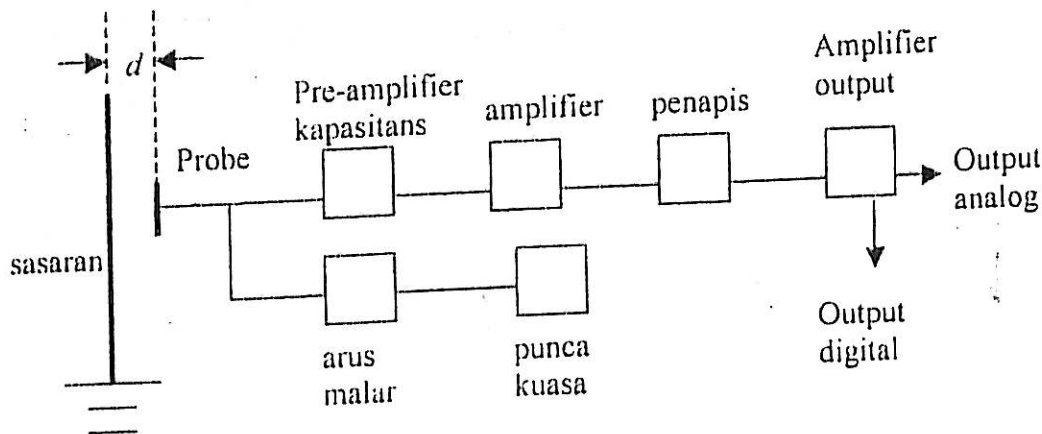 d
Pre-amplifier
kapasitans
amplifier
penapis
Amplifier
output
Probe
Output
analog
sasaran
arus
malar
punca
kuasa
Output
digital